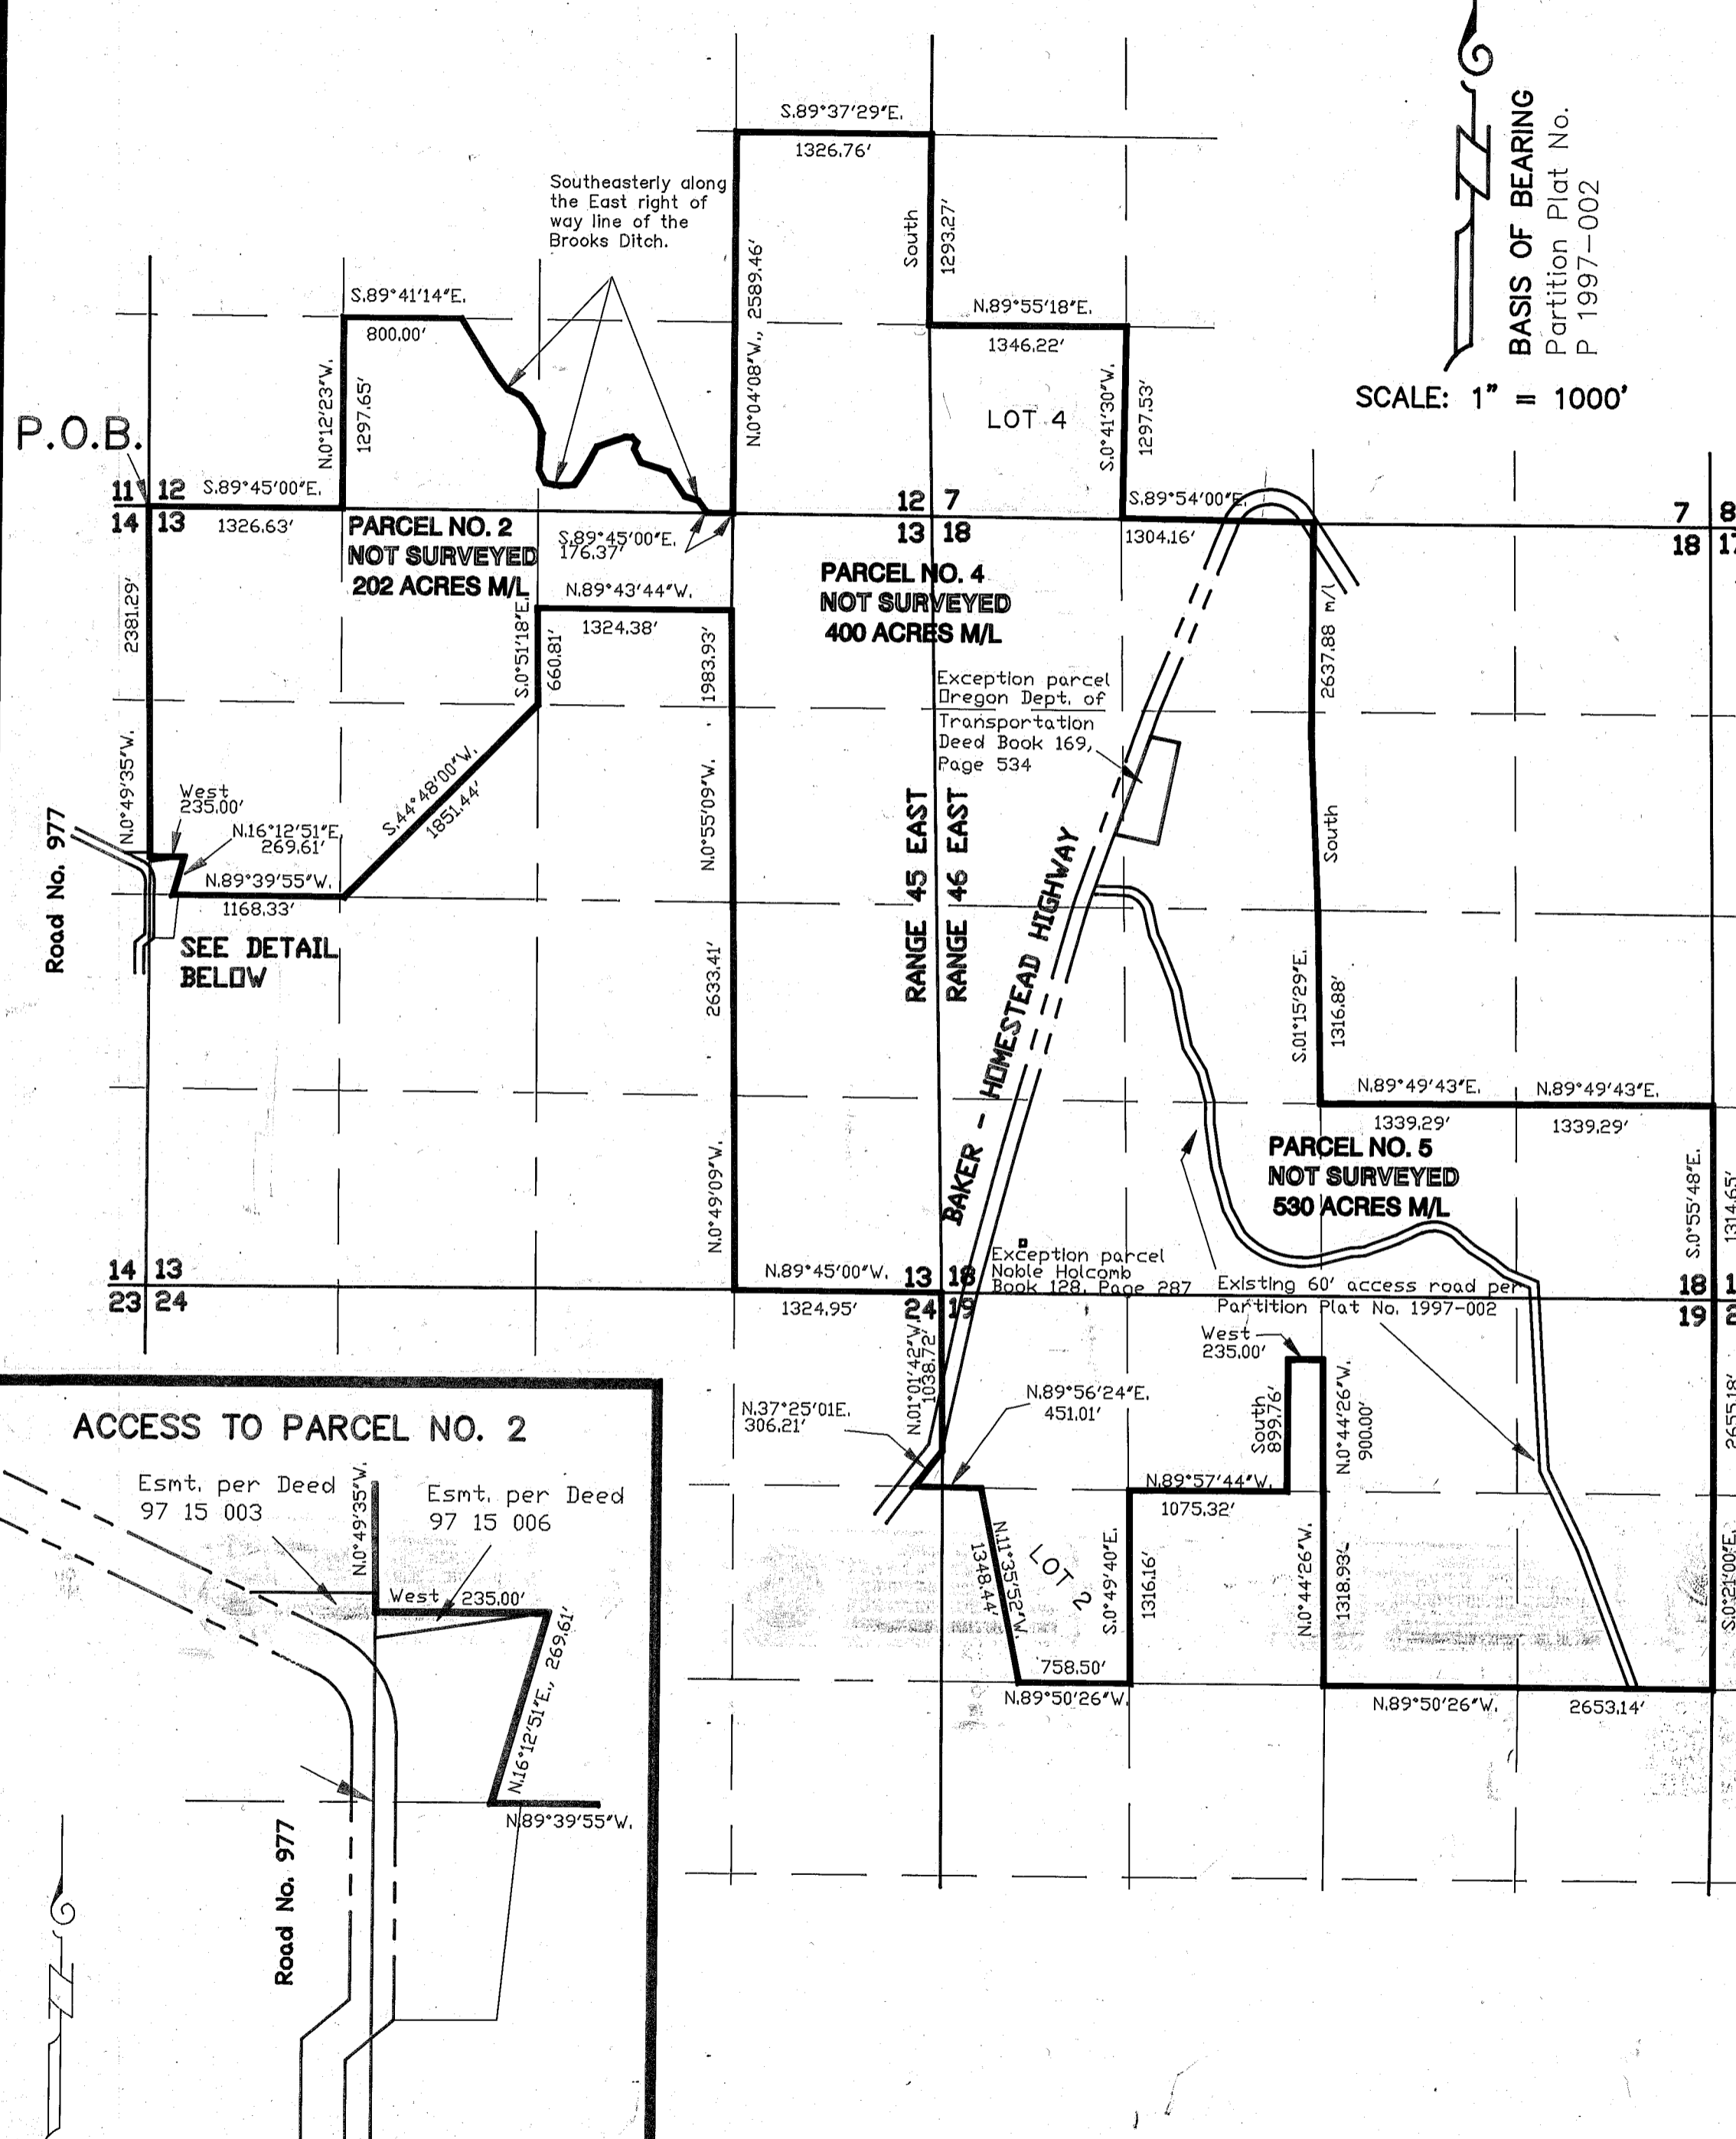 BASIS OF BEARING
Partition Plat No.
P 1997-002
SCALE: 1" = 1000'
S.89°37'29"E.
1326.76'
Southeasterly along
the East right of
way line of the
Brooks Ditch.
N.0°04'08"W., 2589.46'
South
1293.27'
S.89°41'14"E.
800.00'
N.0°12'23"W.
1297.65'
N.89°55'18"E.
1346.22'
LOT 4
S.0°41'30"W.
1297.53'
P.O.B.
11 12
14 13
S.89°45'00"E.
1326.63'
PARCEL NO. 2
NOT SURVEYED
202 ACRES M/L
S.89°45'00"E.
176.37'
12 7
13 18
S.89°54'00"E.
1304.16'
7 8
18 17
PARCEL NO. 4
NOT SURVEYED
400 ACRES M/L
N.89°43'44"W.
1324.38'
2381.29'
N.0°49'35"W.
S.0°51'18"E.
660.81'
1983.93'
N.0°55'09"W.
2637.88 m/l
South
Exception parcel
Oregon Dept. of
Transportation
Deed Book 169,
Page 534
S.44°48'00"W.
1851.44'
West
235.00'
N.16°12'51"E.
269.61'
N.89°39'55"W.
1168.33'
Road No. 977
SEE DETAIL
BELOW
RANGE 45 EAST
RANGE 46 EAST
BAKER - HOMESTEAD HIGHWAY
2633.41'
N.0°49'09"W.
S.01°15'29"E.
1316.88'
N.89°49'43"E.
1339.29'
N.89°49'43"E.
1339.29'
PARCEL NO. 5
NOT SURVEYED
530 ACRES M/L
S.0°55'48"E.
1314.65'
14 13
23 24
N.89°45'00"W.
1324.95'
13 18
24 19
Exception parcel
Noble Holcomb
Book 128, Page 287
Existing 60' access road per
Partition Plat No. 1997-002
18
19
N.01°01'42"W.
1038.72'
N.37°25'01E.
306.21'
N.89°56'24"E.
451.01'
West
235.00'
South
899.76'
N.0°44'26"W.
900.00'
2655.18'
N.89°57'44"W.
1075.32'
N.11°35'52"W.
1348.44'
LOT 2
S.0°49'40"E.
1316.16'
N.0°44'26"W.
1318.93'
S.0°21'00"E.
758.50'
N.89°50'26"W.
N.89°50'26"W.
2653.14'
ACCESS TO PARCEL NO. 2
Esmt. per Deed
97 15 003
N.0°49'35"W.
Esmt. per Deed
97 15 006
West 235.00'
N.16°12'51"E., 269.61'
N.89°39'55"W.
Road No. 977